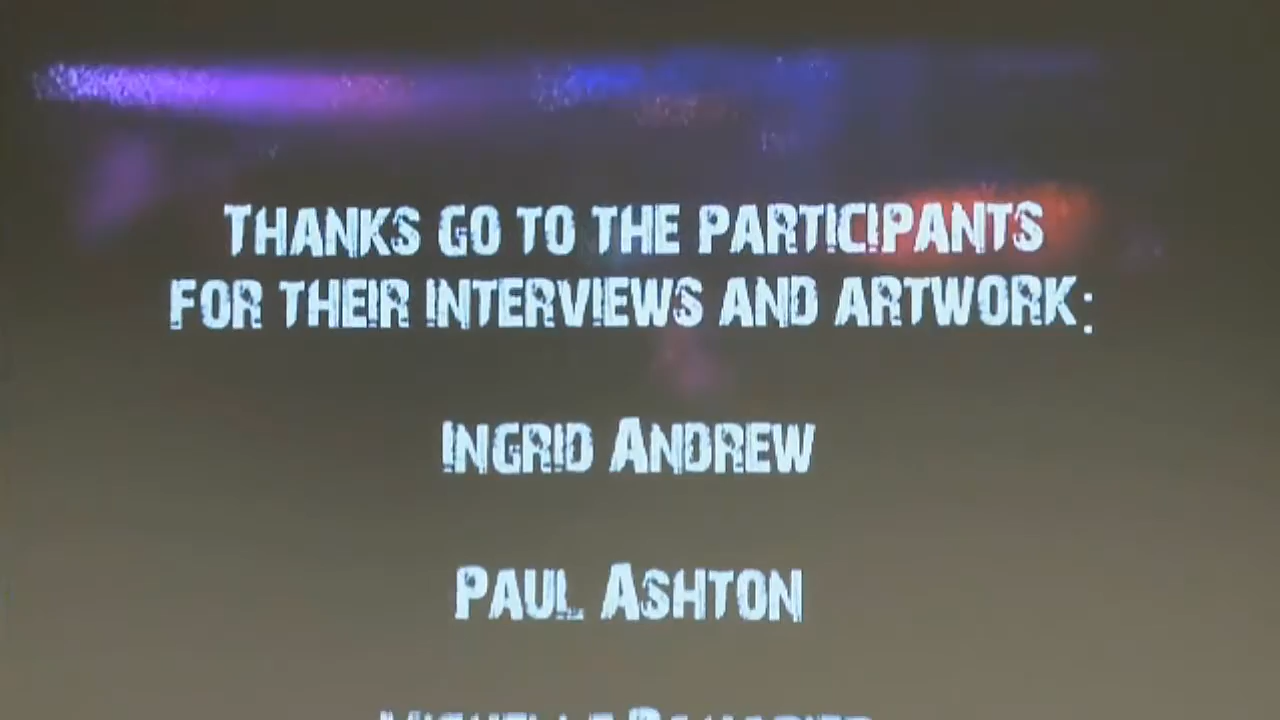 THANKS GO TO THE PARTICIPANTS
FOR THEIR INTERVIEWS AND ARTWORK:
INGRID ANDREW
PAUL ASHTON